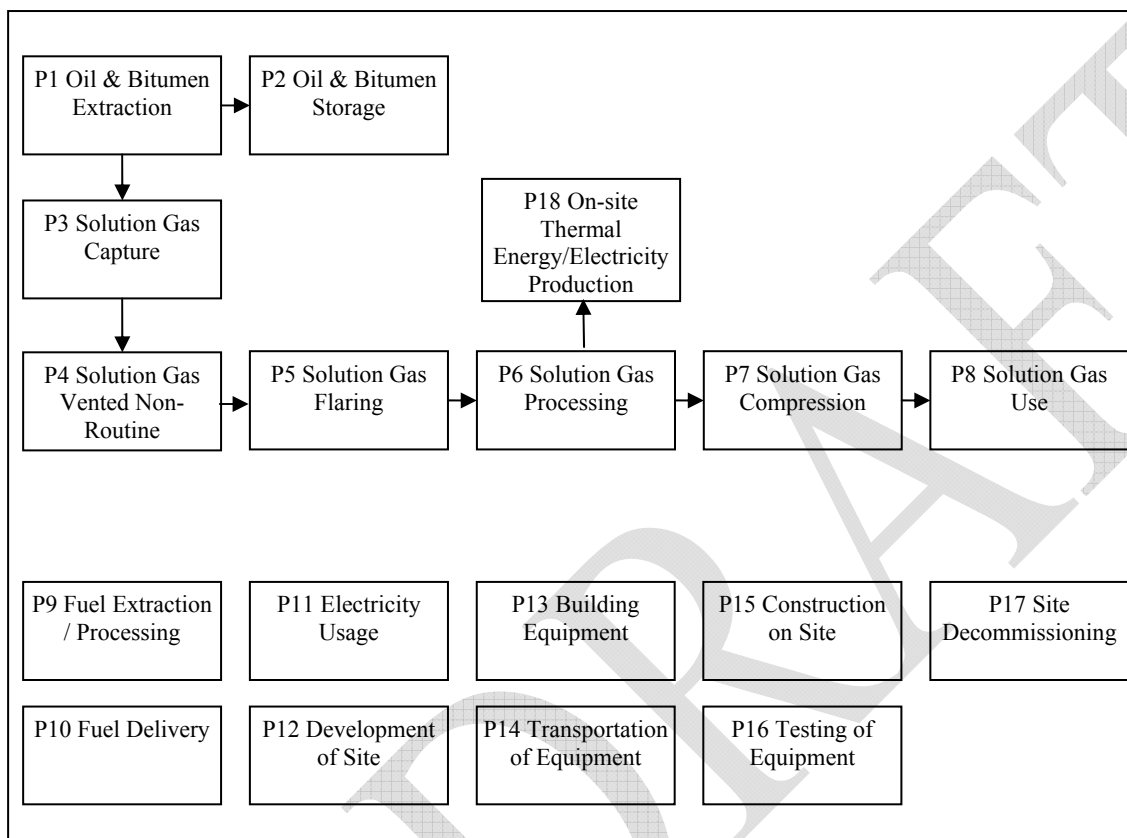 P1 Oil & Bitumen
Extraction
P2 Oil & Bitumen
Storage
P3 Solution Gas
Capture
P18 On-site
Thermal
Energy/Electricity
Production
P4 Solution Gas
Vented Non-
Routine
P5 Solution Gas
Flaring
P6 Solution Gas
Processing
P7 Solution Gas
Compression
P8 Solution Gas
Use
P9 Fuel Extraction
/ Processing
P11 Electricity
Usage
P13 Building
Equipment
P15 Construction
on Site
P17 Site
Decommissioning
P10 Fuel Delivery
P12 Development
of Site
P14 Transportation
of Equipment
P16 Testing of
Equipment
DRAFT